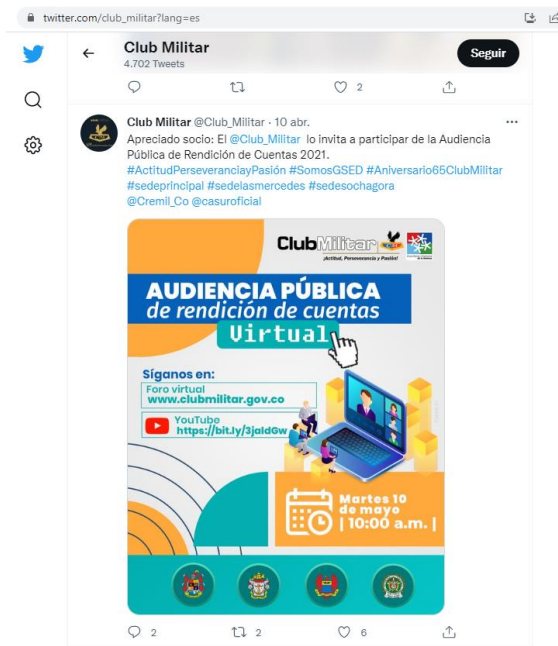 twitter.com/club_militar?lang=es
Club Militar
4.702 Tweets
Seguir
2
Club Militar @Club_Militar · 10 abr.
Apreciado socio: El @Club_Militar lo invita a participar de la Audiencia
Pública de Rendición de Cuentas 2021.
#ActitudPerseveranciayPasión #SomosGSED #Aniversario65ClubMilitar
#sedeprincipal #sedelasmercedes #sedesochagora
@Cremil_Co @casuroficial
ClubMilitar
¡Actitud, Perseverancia y Pasión!
AUDIENCIA PÚBLICA
de rendición de cuentas
Virtual
Síganos en:
Foro virtual
www.clubmilitar.gov.co
YouTube
https://bit.ly/3jaldGw
Martes 10
de mayo
| 10:00 a.m. |
2 2 6